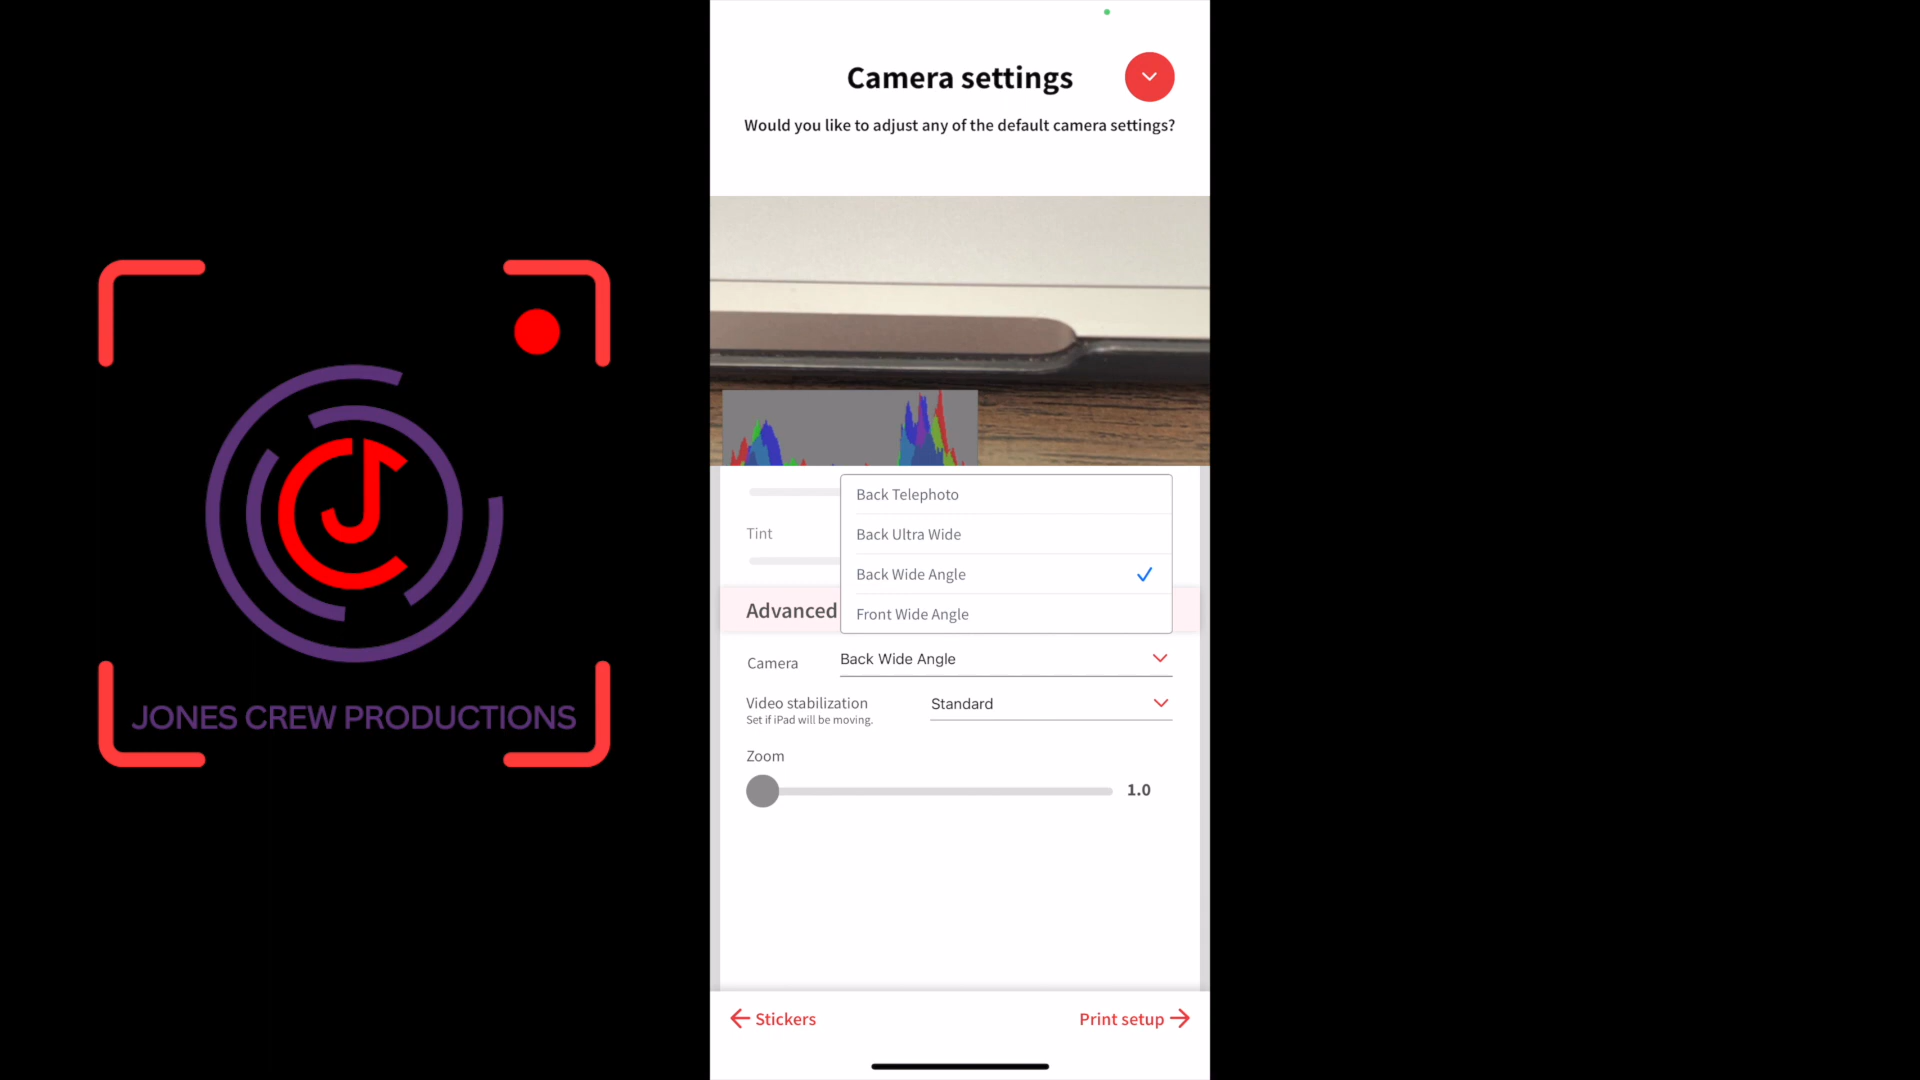 Camera settings
Would you like to adjust any of the default camera settings?
Back Telephoto
Tint
Back Ultra Wide
Back Wide Angle
Advanced
Front Wide Angle
Camera
Back Wide Angle
Video stabilization
Standard
Set if iPad will be moving.
Zoom
1.0
Stickers
Print setup
JONES CREW PRODUCTIONS